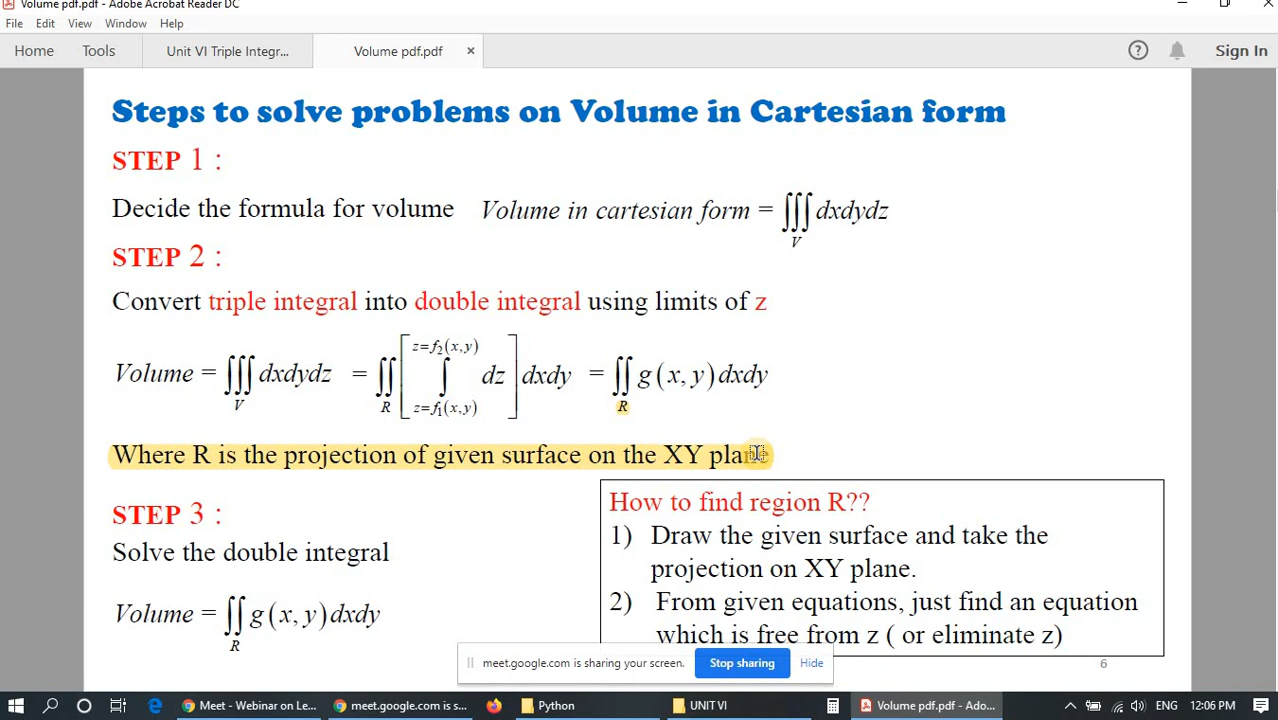 Volume pdf.pdf - Adobe Acrobat Reader DC
File Edit View Window Help
Home Tools Unit VI Triple Integr... Volume pdf.pdf × ? Sign In
Steps to solve problems on Volume in Cartesian form
STEP 1 :
Decide the formula for volume Volume in cartesian form = ∭ dxdydz
V
STEP 2 :
Convert triple integral into double integral using limits of z
Volume = ∭_V dxdydz = ∬_R [ ∫_{z=f₁(x,y)}^{z=f₂(x,y)} dz ] dxdy = ∬_R g(x,y)dxdy
Where R is the projection of given surface on the XY plane
STEP 3 :
Solve the double integral
Volume = ∬_R g(x,y)dxdy
How to find region R??
1) Draw the given surface and take the
projection on XY plane.
2) From given equations, just find an equation
which is free from z ( or eliminate z)
6
meet.google.com is sharing your screen. Stop sharing Hide
Meet - Webinar on Le... meet.google.com is s... Python UNIT VI Volume pdf.pdf - Ado... 12:06 PM